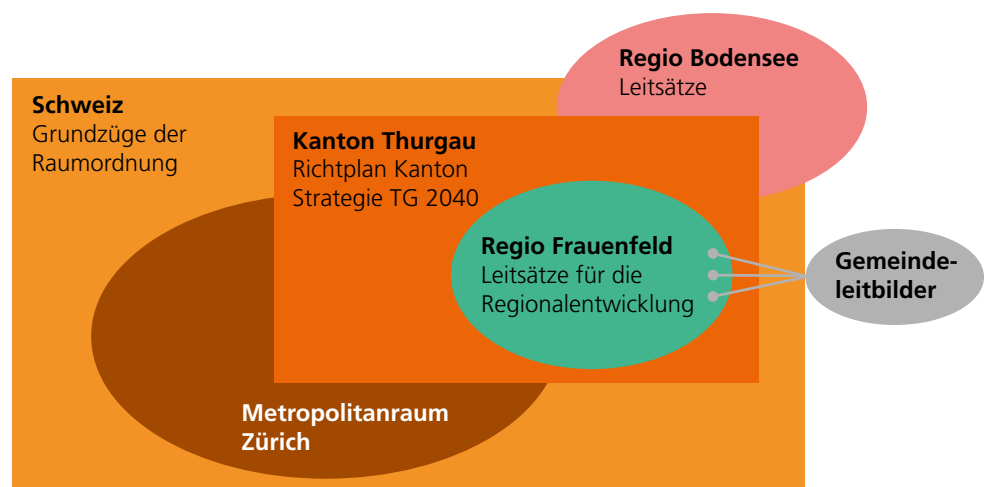 Regio Bodensee
Leitsätze
Schweiz
Grundzüge der
Raumordnung
Kanton Thurgau
Richtplan Kanton
Strategie TG 2040
Regio Frauenfeld
Leitsätze für die
Regionalentwicklung
Gemeinde-
leitbilder
Metropolitanraum
Zürich